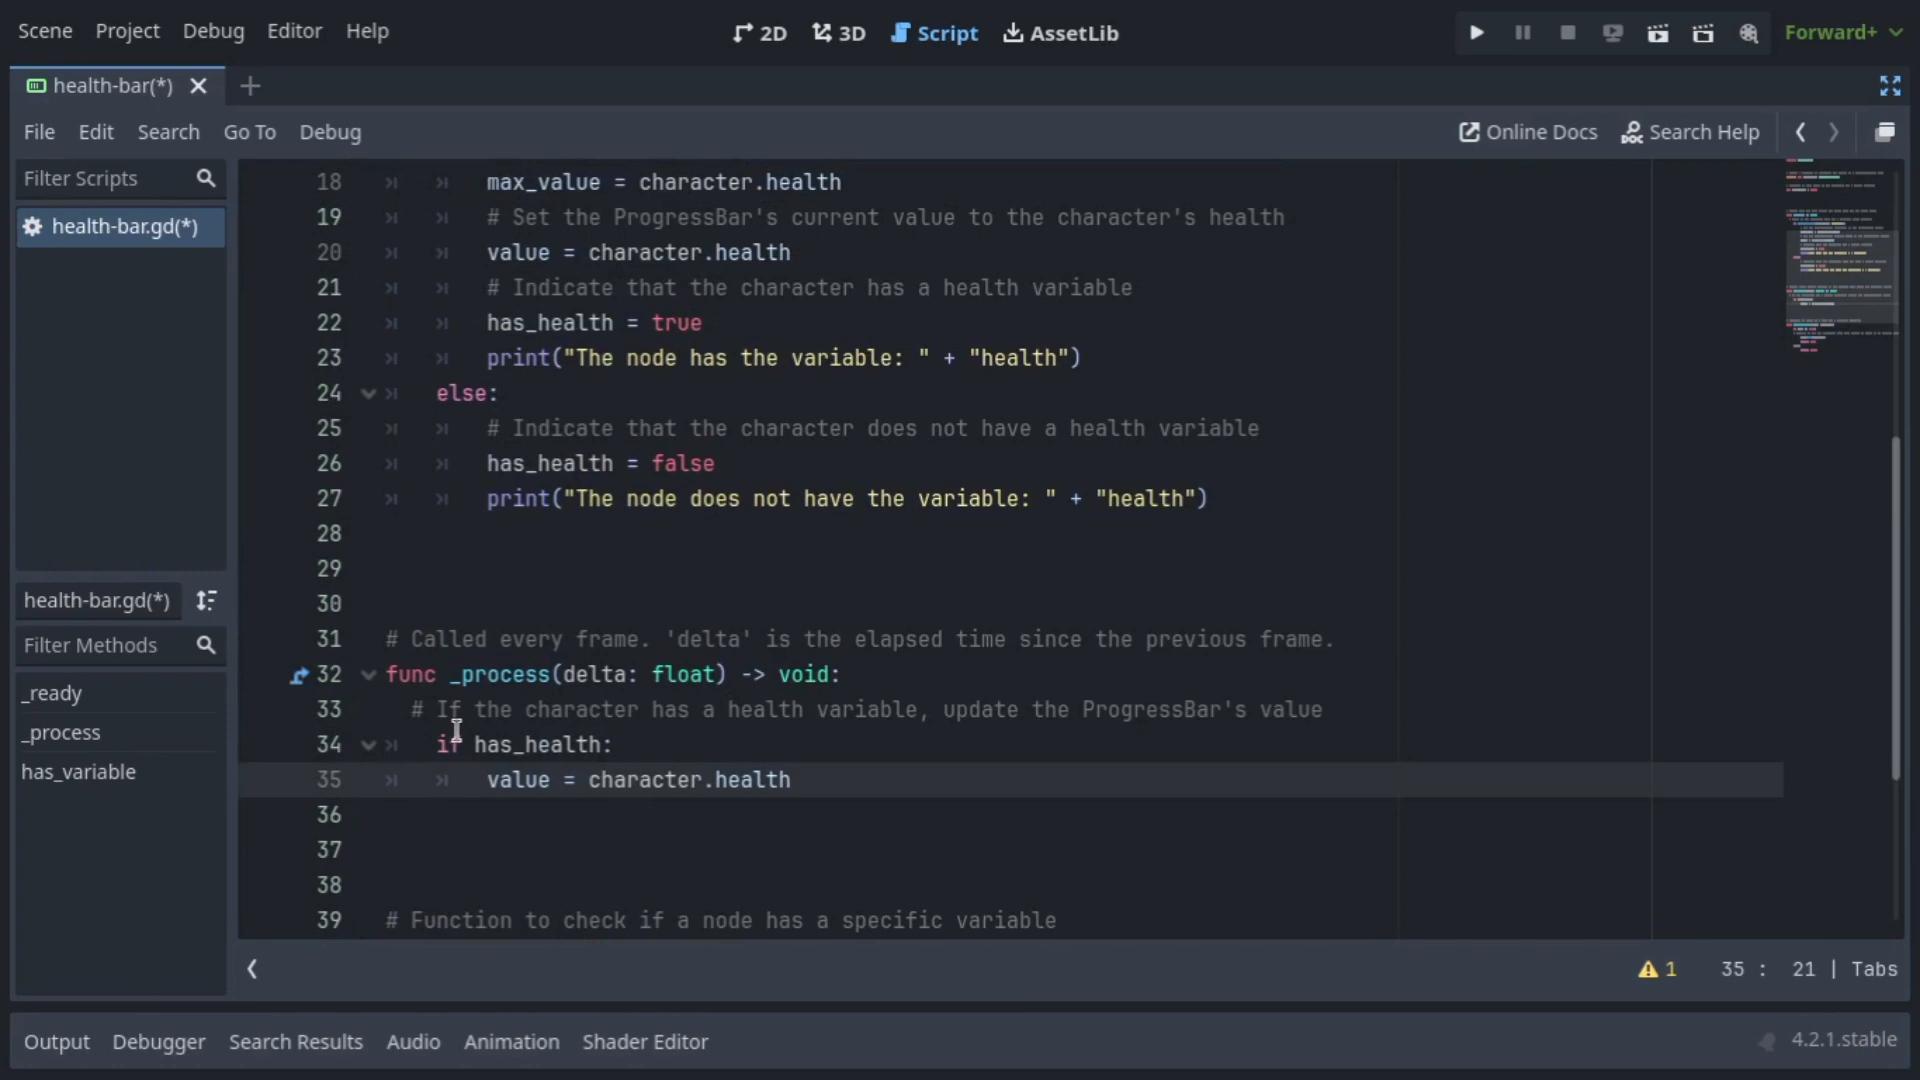 Scene Project Debug Editor Help 2D 3D Script AssetLib Forward+
health-bar(*)
File Edit Search Go To Debug Online Docs Search Help
Filter Scripts
health-bar.gd(*)
18 max_value = character.health
19 # Set the ProgressBar's current value to the character's health
20 value = character.health
21 # Indicate that the character has a health variable
22 has_health = true
23 print("The node has the variable: " + "health")
24 else:
25 # Indicate that the character does not have a health variable
26 has_health = false
27 print("The node does not have the variable: " + "health")
28
29
30
31 # Called every frame. 'delta' is the elapsed time since the previous frame.
32 func _process(delta: float) -> void:
33 # If the character has a health variable, update the ProgressBar's value
34 if has_health:
35 value = character.health
36
37
38
39 # Function to check if a node has a specific variable
health-bar.gd(*)
Filter Methods
_ready
_process
has_variable
1 35 : 21 | Tabs
Output Debugger Search Results Audio Animation Shader Editor 4.2.1.stable